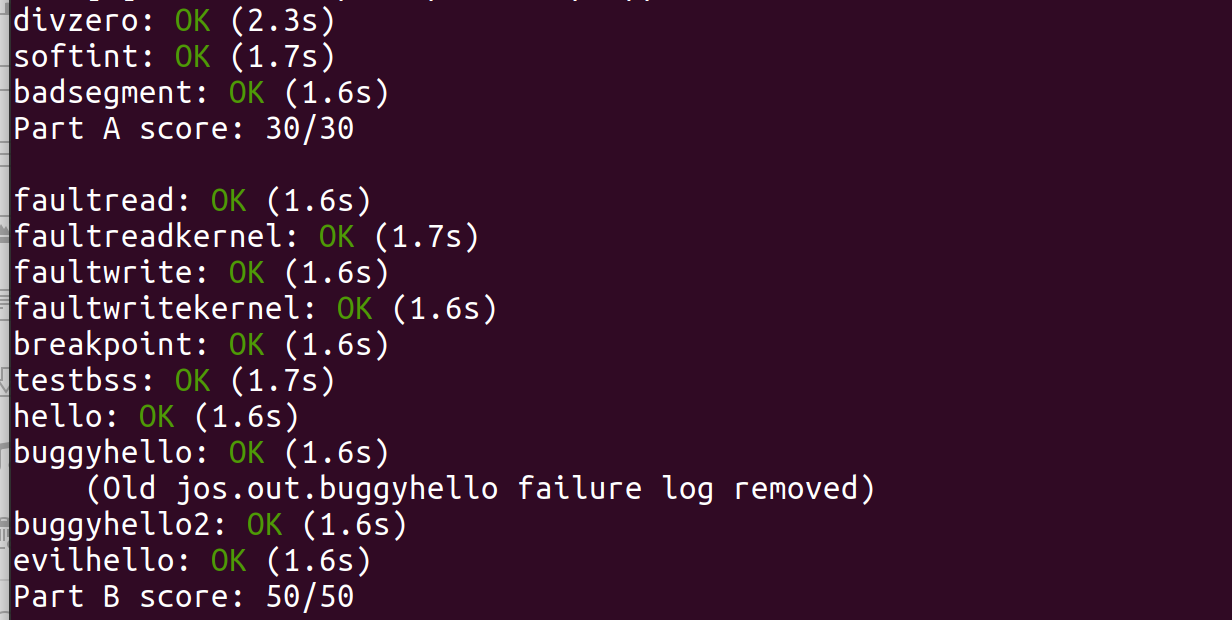 divzero: OK (2.3s)
softint: OK (1.7s)
badsegment: OK (1.6s)
Part A score: 30/30
faultread: OK (1.6s)
faultreadkernel: OK (1.7s)
faultwrite: OK (1.6s)
faultwritekernel: OK (1.6s)
breakpoint: OK (1.6s)
testbss: OK (1.7s)
hello: OK (1.6s)
buggyhello: OK (1.6s)
(Old jos.out.buggyhello failure log removed)
buggyhello2: OK (1.6s)
evilhello: OK (1.6s)
Part B score: 50/50